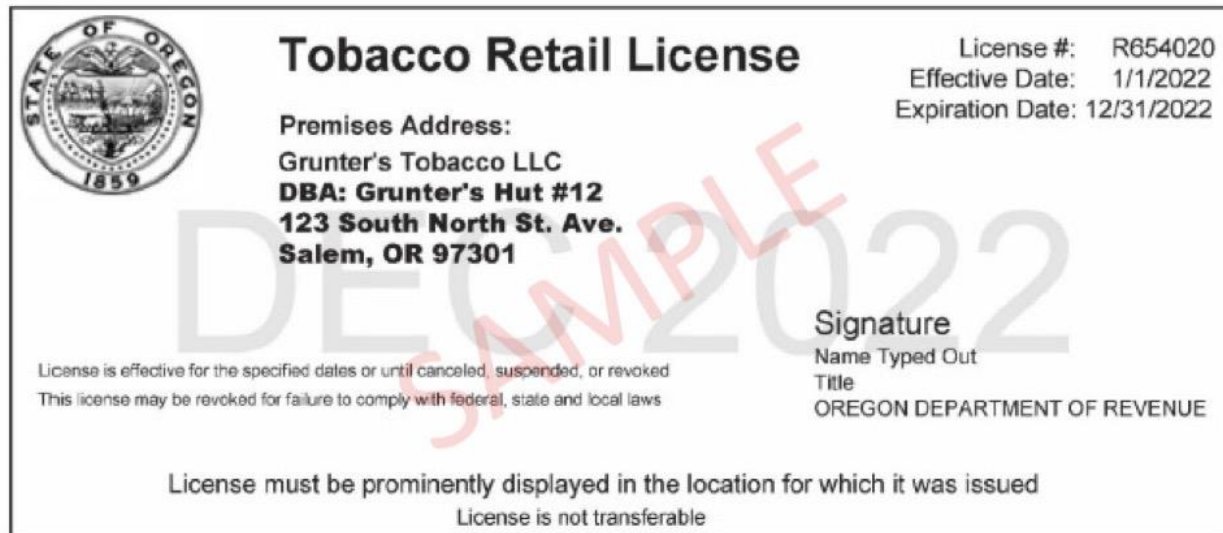 STATE OF OREGON
1859
Tobacco Retail License
License #: R654020
Effective Date: 1/1/2022
Expiration Date: 12/31/2022
Premises Address:
Grunter's Tobacco LLC
DBA: Grunter's Hut #12
123 South North St. Ave.
Salem, OR 97301
DEC 2022
SAMPLE
Signature
Name Typed Out
Title
OREGON DEPARTMENT OF REVENUE
License is effective for the specified dates or until canceled, suspended, or revoked
This license may be revoked for failure to comply with federal, state and local laws
License must be prominently displayed in the location for which it was issued
License is not transferable